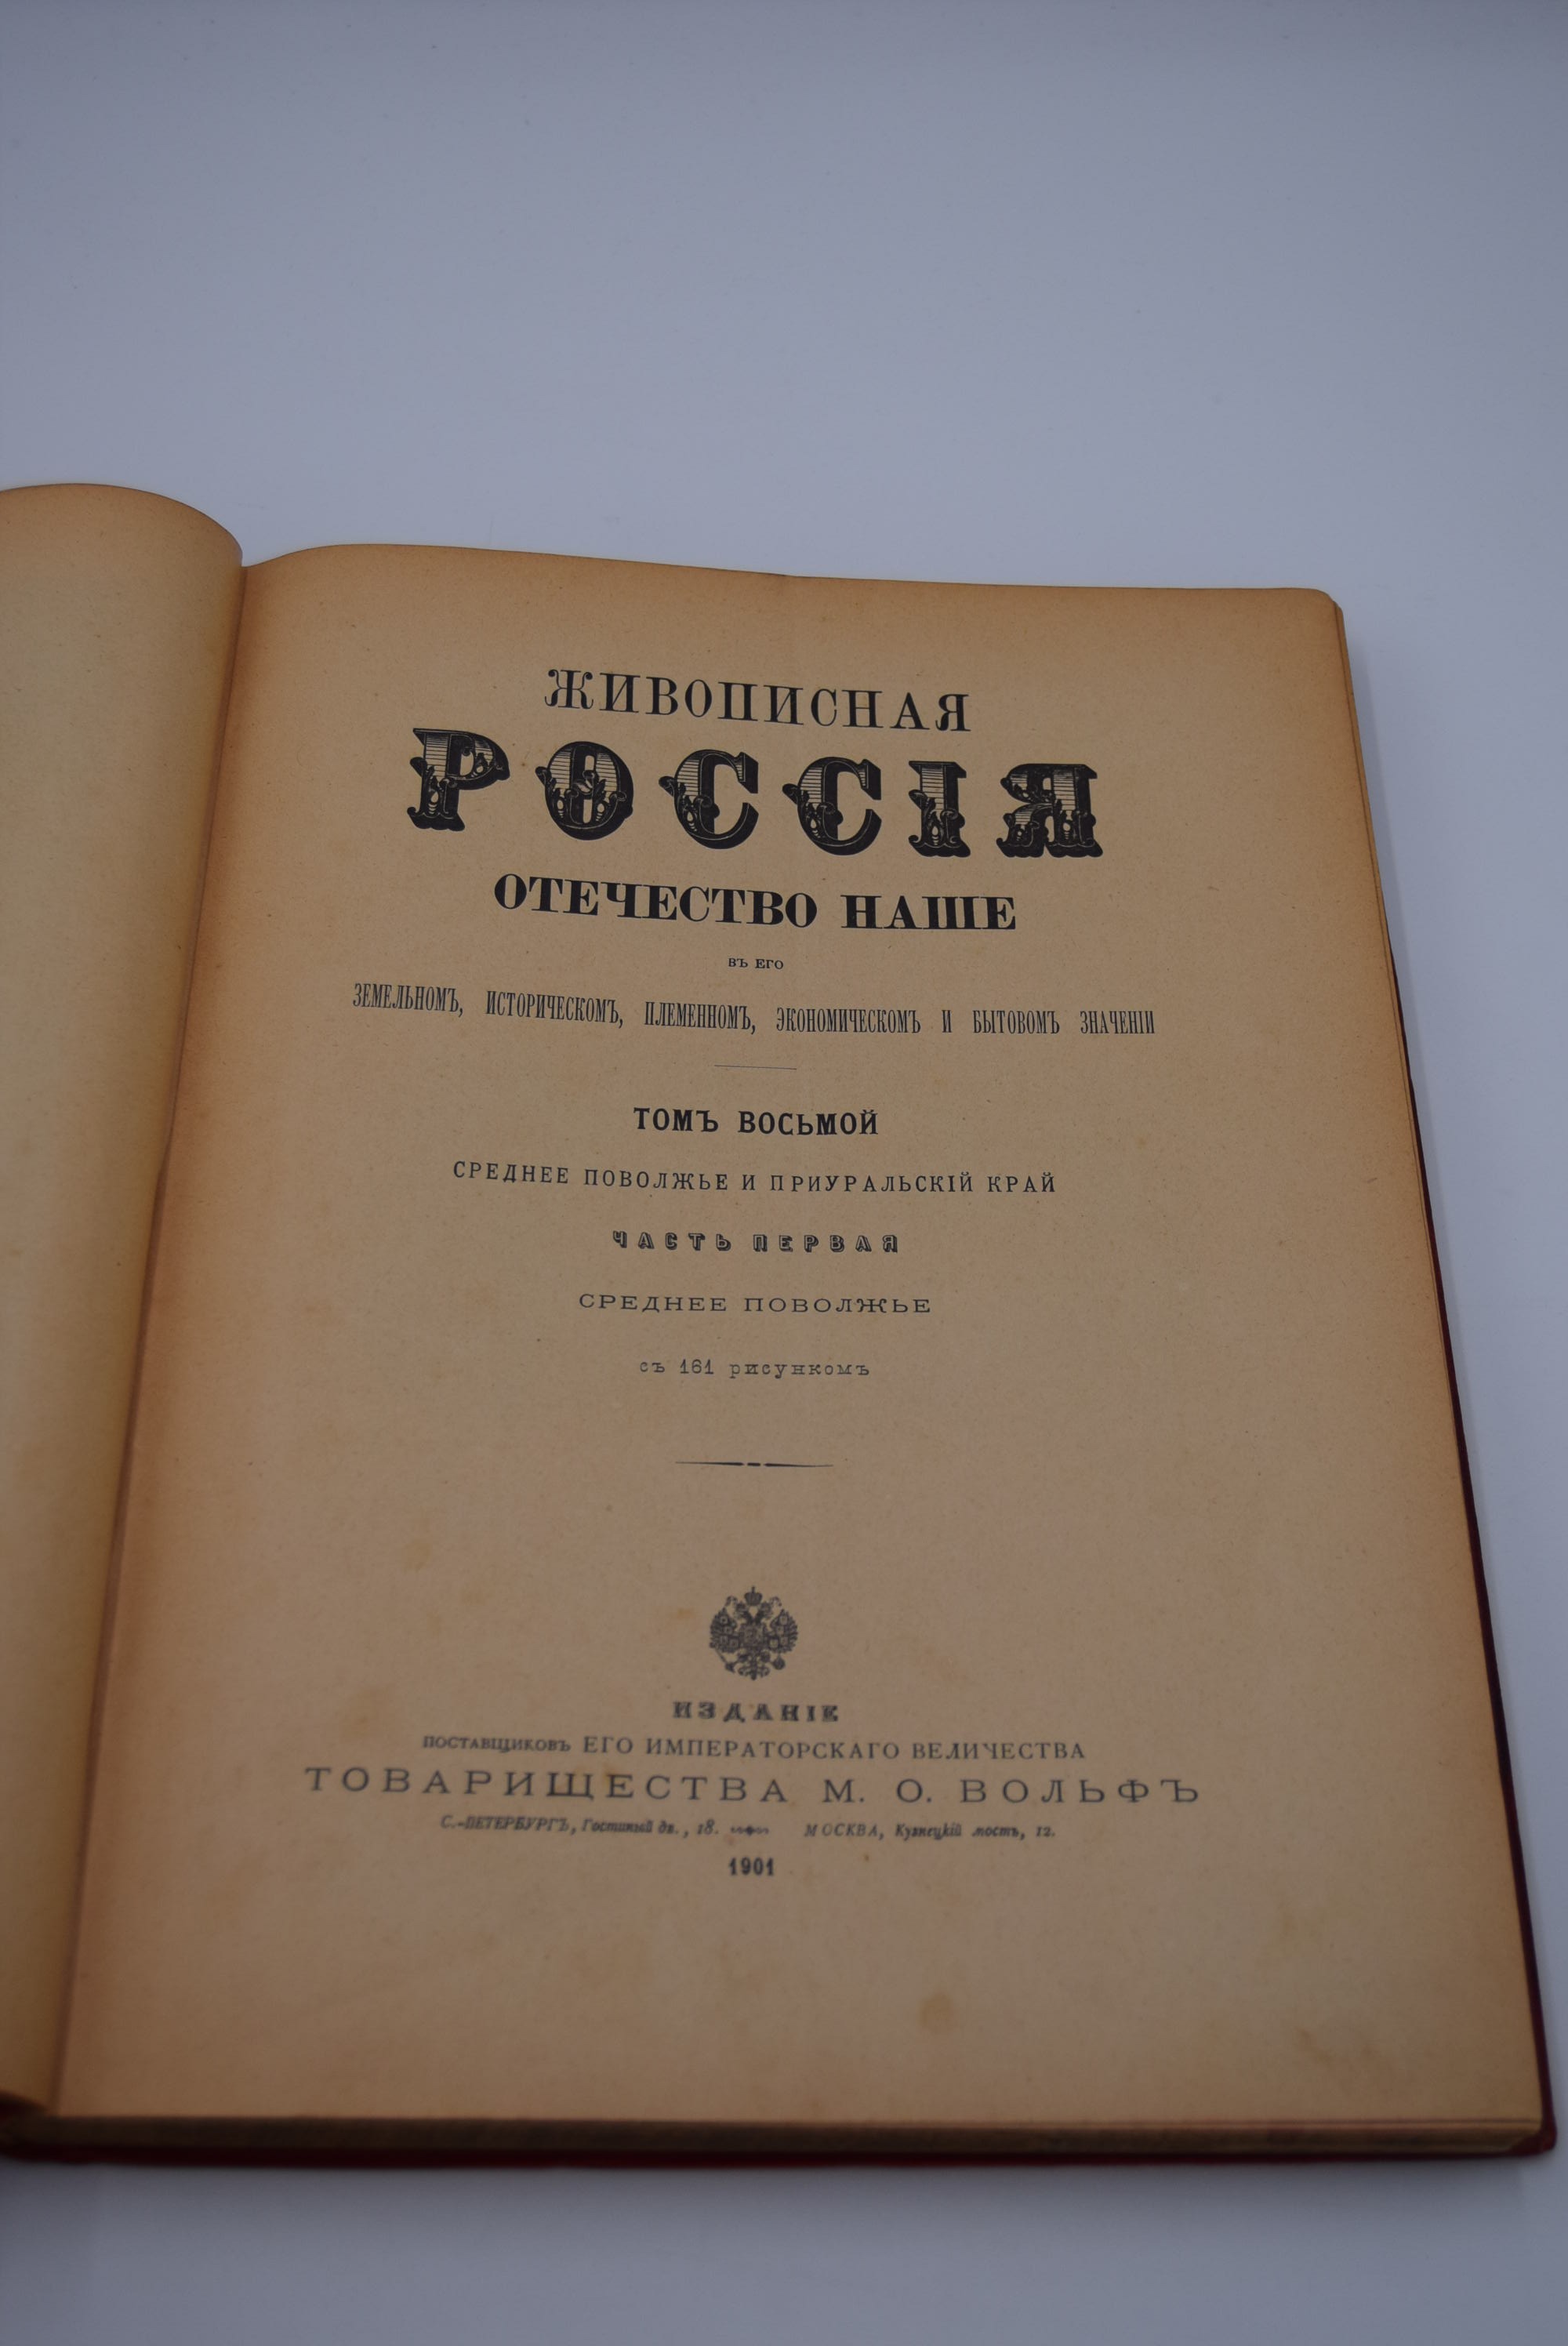 ЖИВОПИСНАЯ
РОССІЯ
ОТЕЧЕСТВО НАШЕ
ВЪ ЕГО
ЗЕМЕЛЬНОМЪ, ИСТОРИЧЕСКОМЪ, ПЛЕМЕННОМЪ, ЭКОНОМИЧЕСКОМЪ И БЫТОВОМЪ ЗНАЧЕНІИ
ТОМЪ ВОСЬМОЙ
СРЕДНЕЕ ПОВОЛЖЬЕ И ПРИУРАЛЬСКІЙ КРАЙ
ЧАСТЬ ПЕРВАЯ
СРЕДНЕЕ ПОВОЛЖЬЕ
съ 161 рисункомъ
ИЗДАНІЕ
ПОСТАВЩИКОВЪ ЕГО ИМПЕРАТОРСКАГО ВЕЛИЧЕСТВА
ТОВАРИЩЕСТВА М. О. ВОЛЬФЪ
С.-ПЕТЕРБУРГЪ, Гостиный дв., 18. МОСКВА, Кузнецкій мостъ, 12.
1901